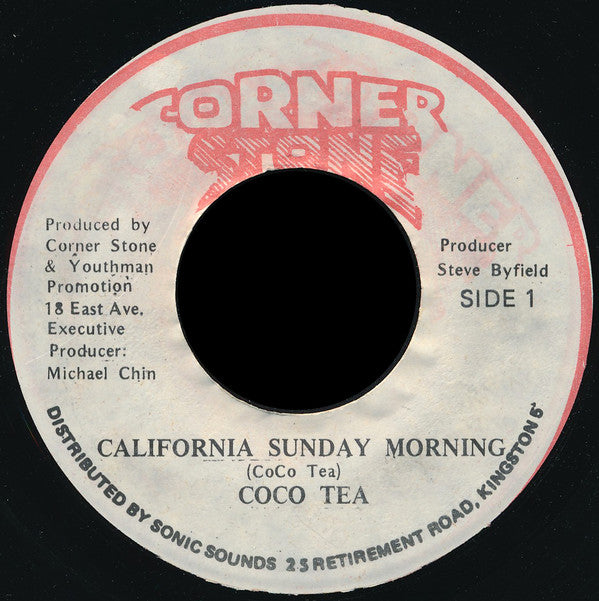 CORNER
STONE
Produced by
Corner Stone
& Youthman
Promotion
18 East Ave.
Executive
Producer:
Michael Chin
Producer
Steve Byfield
SIDE 1
CALIFORNIA SUNDAY MORNING
(CoCo Tea)
COCO TEA
DISTRIBUTED BY SONIC SOUNDS 25 RETIREMENT ROAD, KINGSTON 5